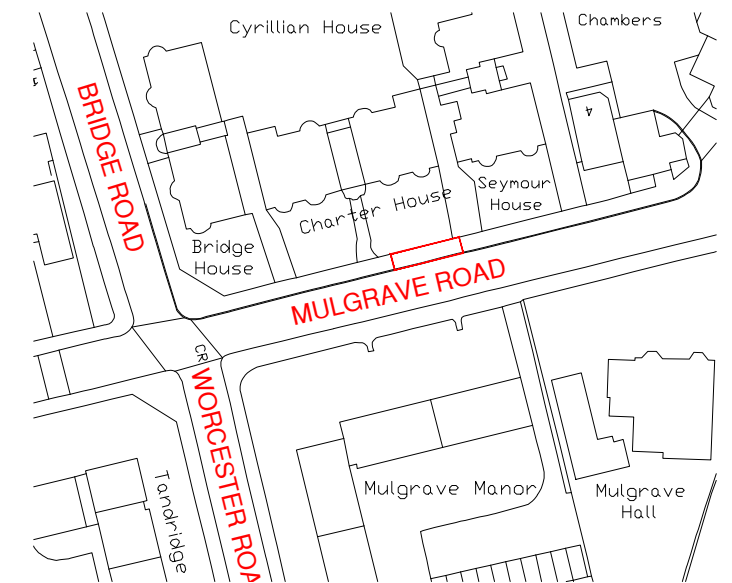 Cyrillian House
Chambers
BRIDGE ROAD
4
Seymour
House
Charter House
Bridge
House
MULGRAVE ROAD
CR
WORCESTER ROA
Mulgrave Manor
Mulgrave
Hall
Tandridge